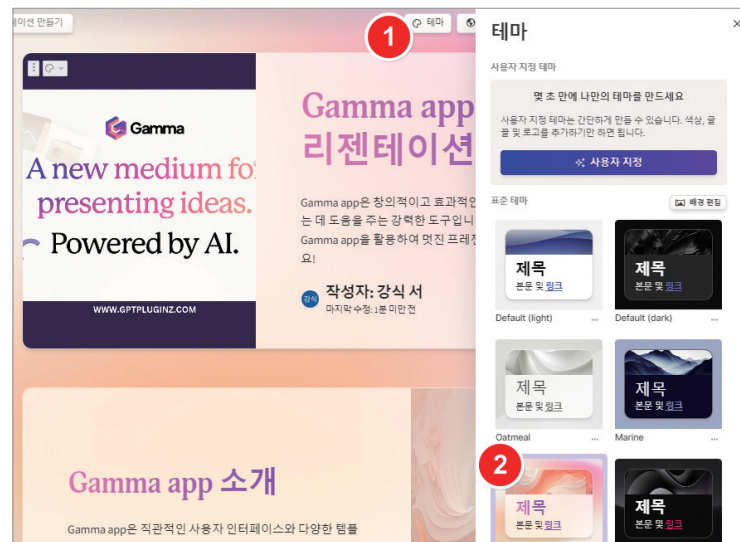 이션 만들기
1
테마
Gamma
A new medium for
presenting ideas.
Powered by AI.
WWW.GPTPLUGINZ.COM
Gamma app
리젠테이션
Gamma app은 창의적이고 효과적인
는 데 도움을 주는 강력한 도구입니
Gamma app을 활용하여 멋진 프레젠
요!
강식
작성자: 강식 서
마지막 수정: 1분 미만 전
Gamma app 소개
Gamma app은 직관적인 사용자 인터페이스와 다양한 템플
테마
사용자 지정 테마
몇 초 만에 나만의 테마를 만드세요
사용자 지정 테마는 간단하게 만들 수 있습니다. 색상, 글
꼴 및 로고를 추가하기만 하면 됩니다.
사용자 지정
표준 테마
배경 편집
제목
본문 및 링크
Default (light)
...
제목
본문 및 링크
Default (dark)
...
제목
본문 및 링크
Oatmeal
...
제목
본문 및 링크
Marine
...
2
제목
본문 및 링크
제목
본문 및 링크